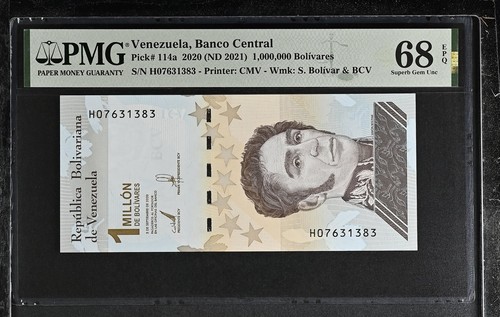 PMG
PAPER MONEY GUARANTY
Venezuela, Banco Central
Pick# 114a 2020 (ND 2021) 1,000,000 Bolívares
S/N H07631383 - Printer: CMV - Wmk: S. Bolívar & BCV
68 EPQ
Superb Gem Unc
H07631383
República Bolivariana
de Venezuela
1 MILLÓN
DE BOLÍVARES
H07631383